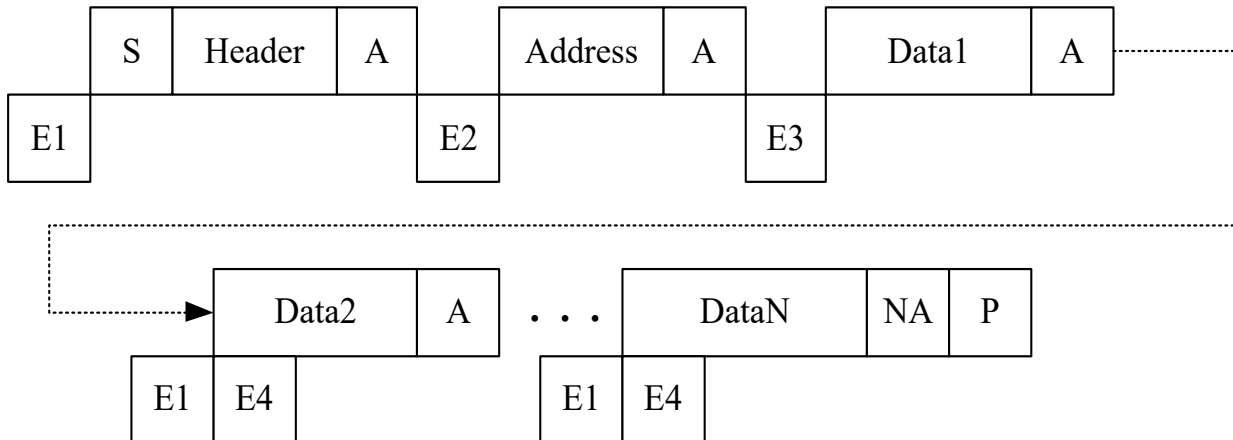 S Header A Address A Data1 A
E1 E2 E3
Data2 A . . . DataN NA P
E1 E4 E1 E4